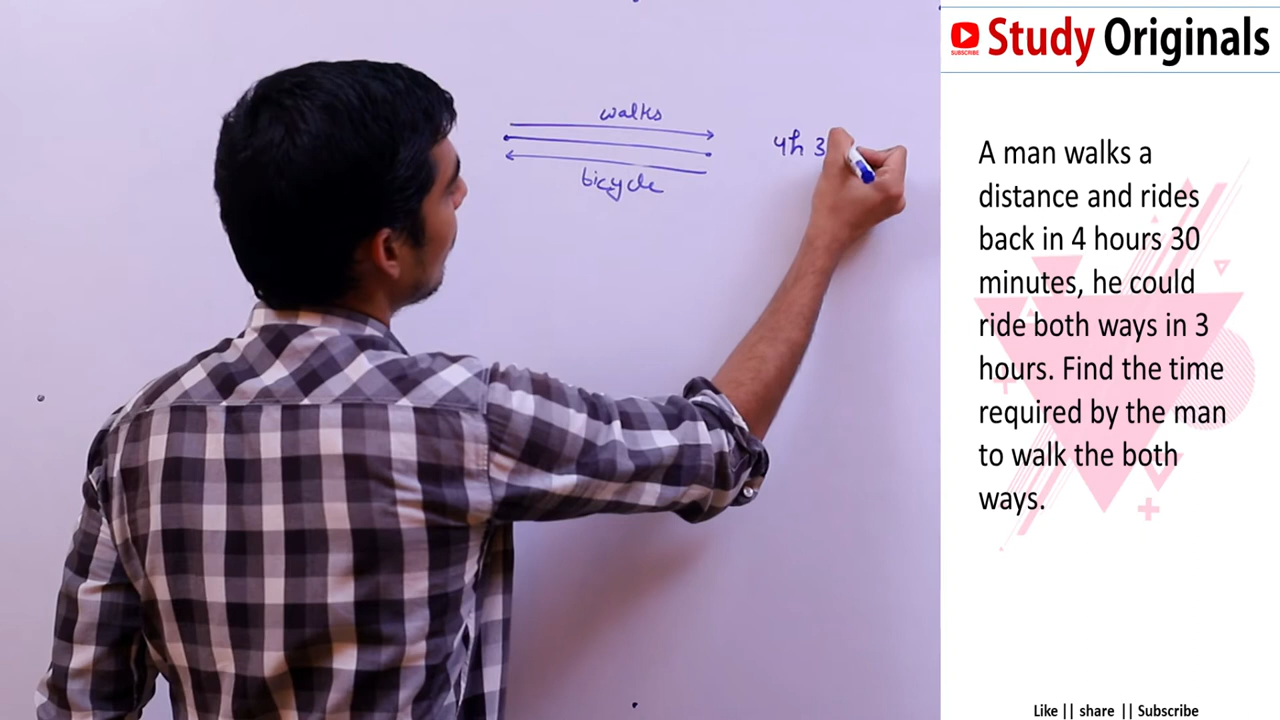 walks
bicycle
4h 3
SUBSCRIBE
Study Originals
A man walks a
distance and rides
back in 4 hours 30
minutes, he could
ride both ways in 3
hours. Find the time
required by the man
to walk the both
ways.
Like || share || Subscribe